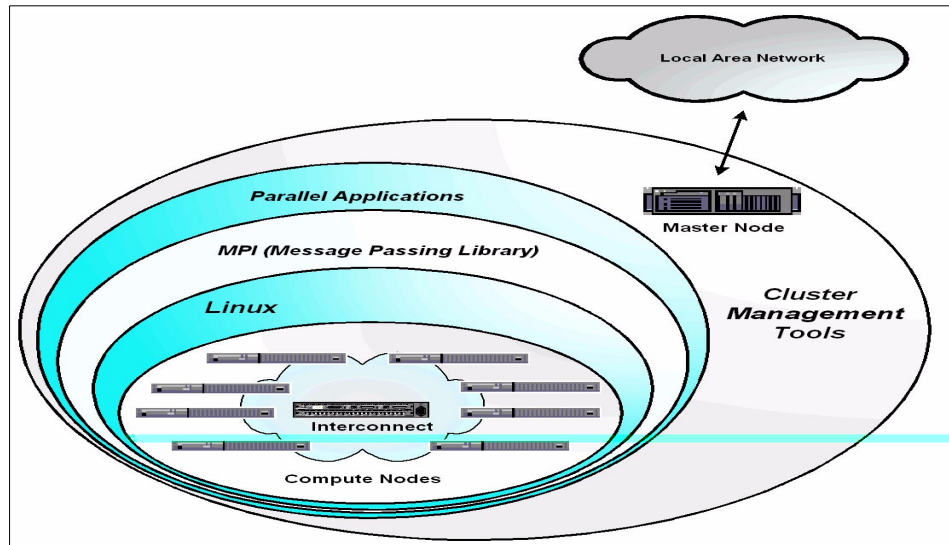 Local Area Network
Parallel Applications
Master Node
MPI (Message Passing Library)
Cluster
Management
Tools
Linux
Interconnect
Compute Nodes